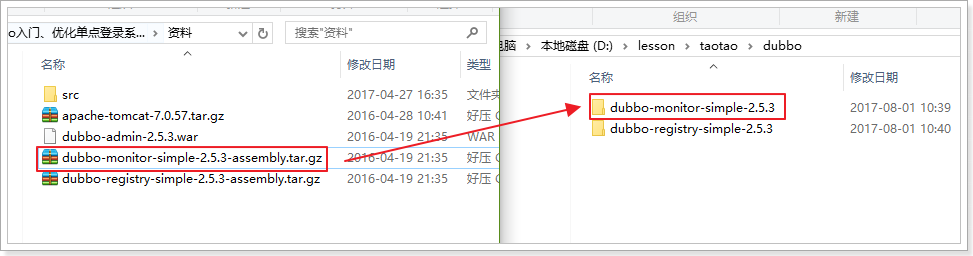 组织
新建
o入门、优化单点登录系...
资料
搜索"资料"
电脑
本地磁盘 (D:)
lesson
taotao
dubbo
名称
修改日期
类型
src
2017-04-27 16:35
文件夹
apache-tomcat-7.0.57.tar.gz
2016-04-28 10:41
好压 G
dubbo-admin-2.5.3.war
2016-04-19 21:35
WAR
dubbo-monitor-simple-2.5.3-assembly.tar.gz
2016-04-19 21:35
好压 G
dubbo-registry-simple-2.5.3-assembly.tar.gz
2016-04-19 21:35
好压 G
名称
修改日期
dubbo-monitor-simple-2.5.3
2017-08-01 10:39
dubbo-registry-simple-2.5.3
2017-08-01 10:40